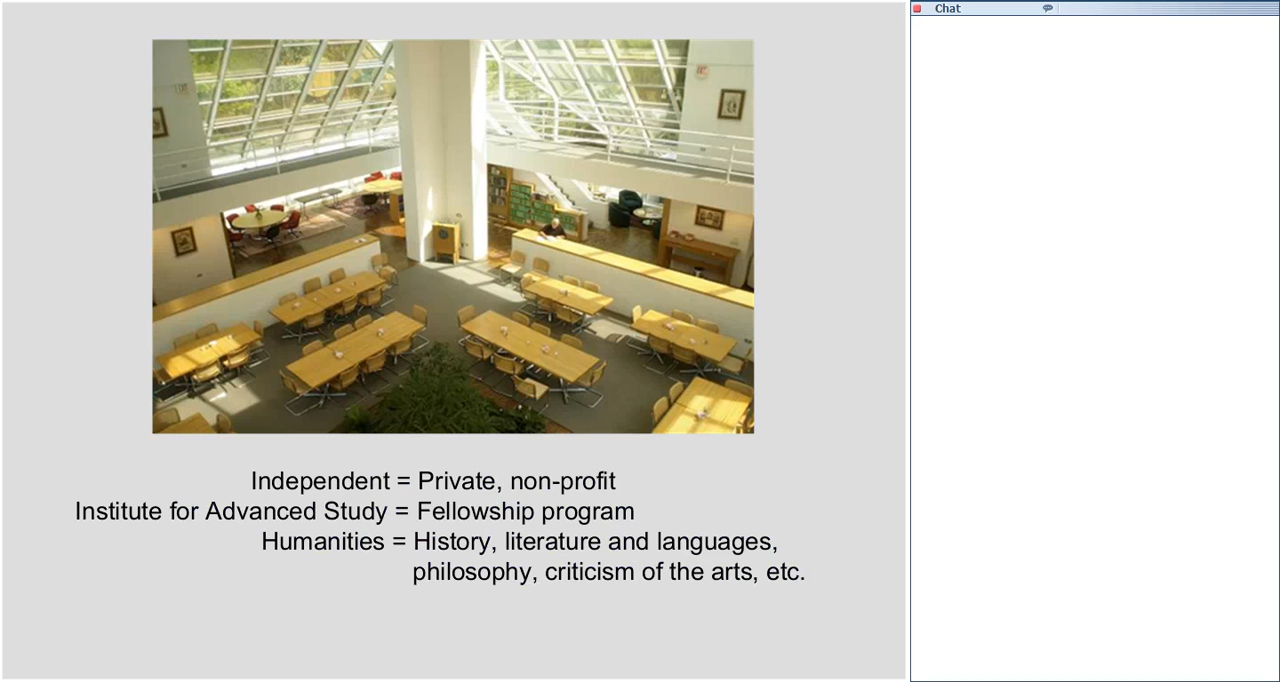 Chat
Independent = Private, non-profit
Institute for Advanced Study = Fellowship program
Humanities = History, literature and languages,
philosophy, criticism of the arts, etc.